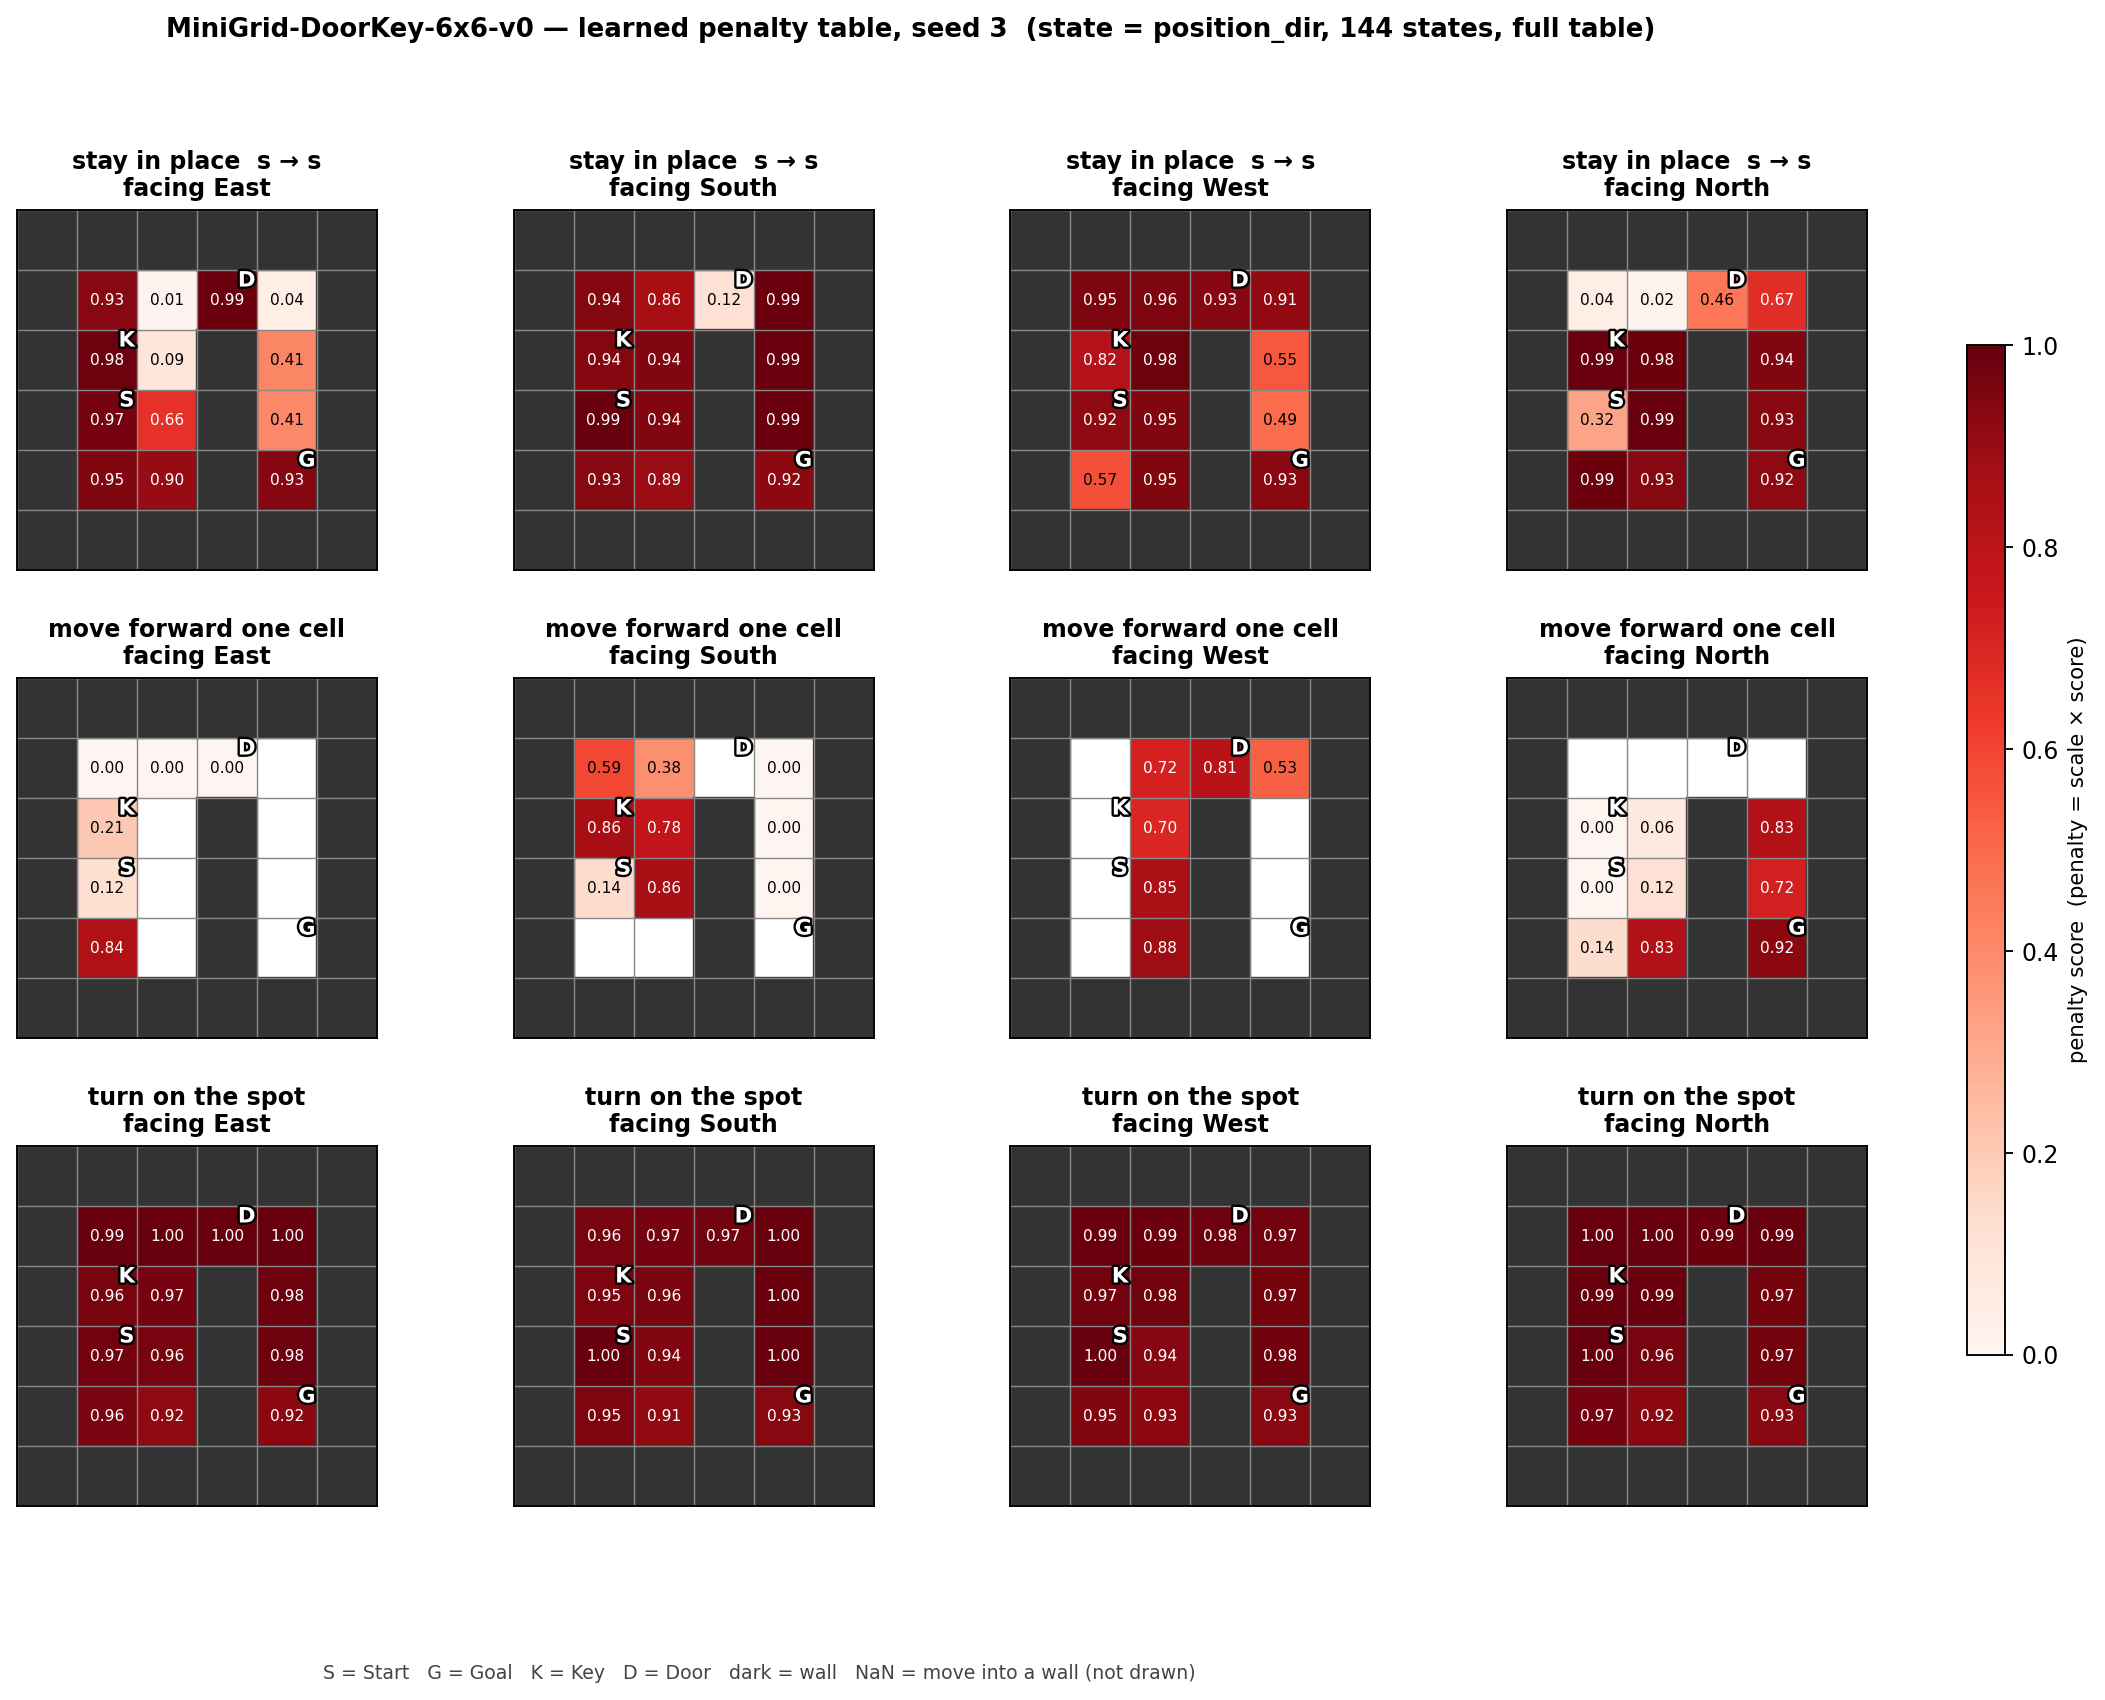 MiniGrid-DoorKey-6x6-v0 — learned penalty table, seed 3  (state = position_dir, 144 states, full table)
stay in place  s → s
facing East
stay in place  s → s
facing South
stay in place  s → s
facing West
stay in place  s → s
facing North
D
0.93 0.01 0.99 0.04
K
0.98 0.09 0.41
S
0.97 0.66 0.41
G
0.95 0.90 0.93
D
0.94 0.86 0.12 0.99
K
0.94 0.94 0.99
S
0.99 0.94 0.99
G
0.93 0.89 0.92
D
0.95 0.96 0.93 0.91
K
0.82 0.98 0.55
S
0.92 0.95 0.49
G
0.57 0.95 0.93
D
0.04 0.02 0.46 0.67
K
0.99 0.98 0.94
S
0.32 0.99 0.93
G
0.99 0.93 0.92
move forward one cell
facing East
move forward one cell
facing South
move forward one cell
facing West
move forward one cell
facing North
D
0.00 0.00 0.00
K
0.21
S
0.12
G
0.84
D
0.59 0.38 0.00
K
0.86 0.78 0.00
S
0.14 0.86 0.00
G
D
0.72 0.81 0.53
K
0.70
S
0.85
G
0.88
D
K
0.00 0.06 0.83
S
0.00 0.12 0.72
G
0.14 0.83 0.92
turn on the spot
facing East
turn on the spot
facing South
turn on the spot
facing West
turn on the spot
facing North
D
0.99 1.00 1.00 1.00
K
0.96 0.97 0.98
S
0.97 0.96 0.98
G
0.96 0.92 0.92
D
0.96 0.97 0.97 1.00
K
0.95 0.96 1.00
S
1.00 0.94 1.00
G
0.95 0.91 0.93
D
0.99 0.99 0.98 0.97
K
0.97 0.98 0.97
S
1.00 0.94 0.98
G
0.95 0.93 0.93
D
1.00 1.00 0.99 0.99
K
0.99 0.99 0.97
S
1.00 0.96 0.97
G
0.97 0.92 0.93
1.0
0.8
0.6
0.4
0.2
0.0
penalty score  (penalty = scale × score)
S = Start   G = Goal   K = Key   D = Door   dark = wall   NaN = move into a wall (not drawn)